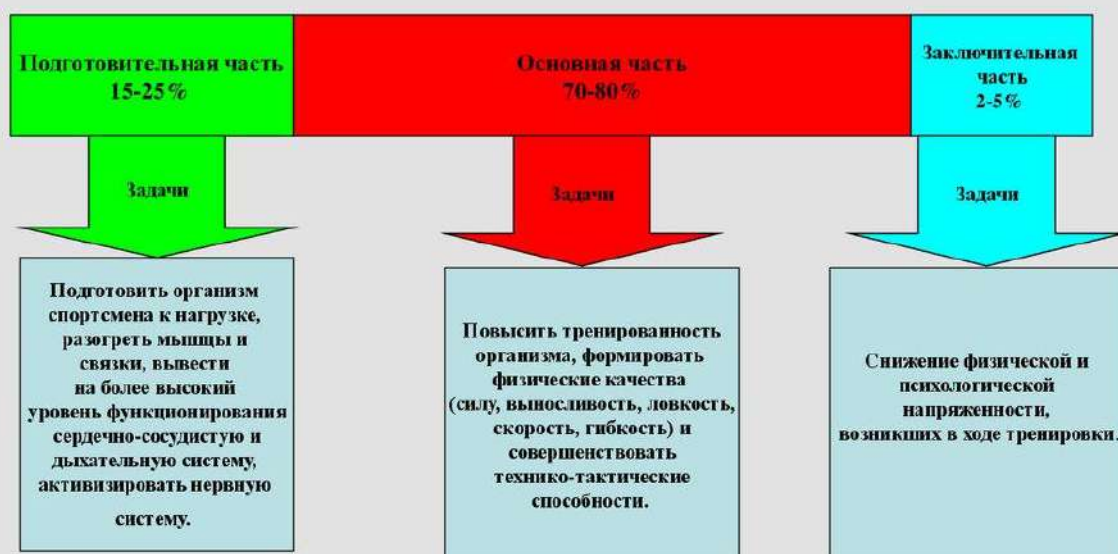 Подготовительная часть
15-25%
Основная часть
70-80%
Заключительная
часть
2-5%
Задачи
Задачи
Задачи
Подготовить организм
спортсмена к нагрузке,
разогреть мышцы и
связки, вывести
на более высокий
уровень функционирования
сердечно-сосудистую и
дыхательную систему,
активизировать нервную
систему.
Повысить тренированность
организма, формировать
физические качества
(силу, выносливость, ловкость,
скорость, гибкость) и
совершенствовать
технико-тактические
способности.
Снижение физической и
психологической
напряженности,
возникших в ходе тренировки.